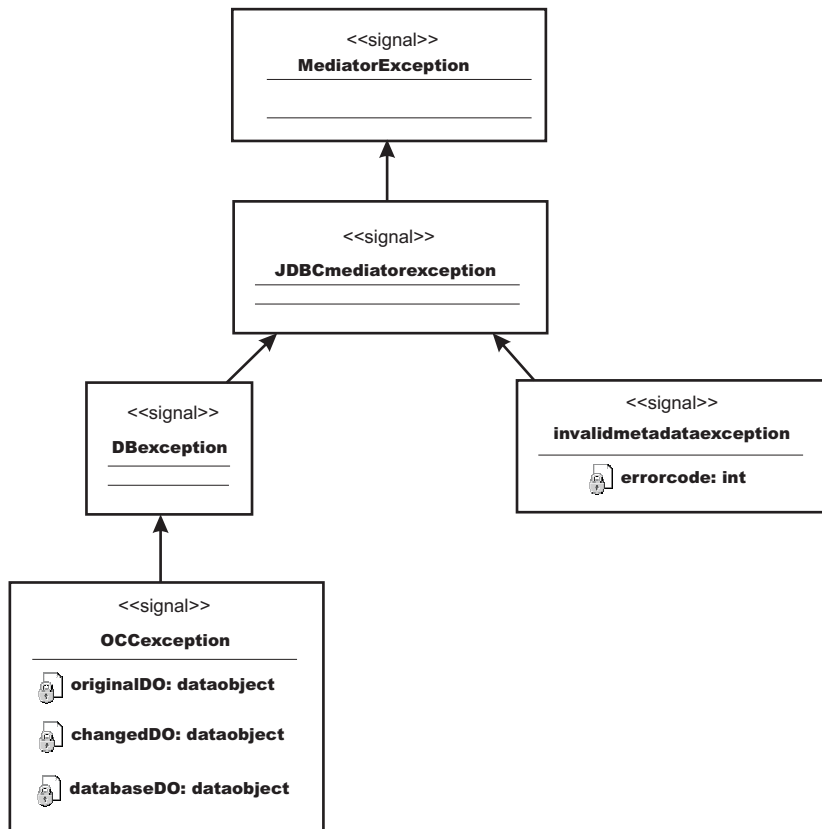 <<signal>>
MediatorException
<<signal>>
JDBCmediatorexception
<<signal>>
DBexception
<<signal>>
invalidmetadataexception
errorcode: int
<<signal>>
OCCexception
originalDO: dataobject
changedDO: dataobject
databaseDO: dataobject